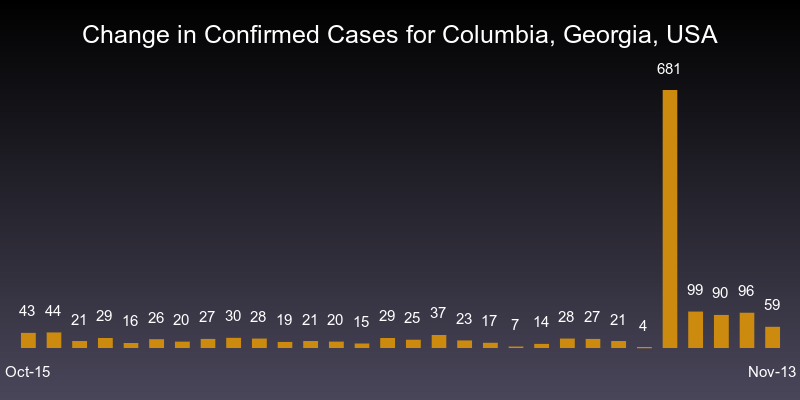 Change in Confirmed Cases for Columbia, Georgia, USA
681
43 44 21 29 16 26 20 27 30 28 19 21 20 15 29 25 37 23 17 7 14 28 27 21 4 99 90 96 59
Oct-15 Nov-13